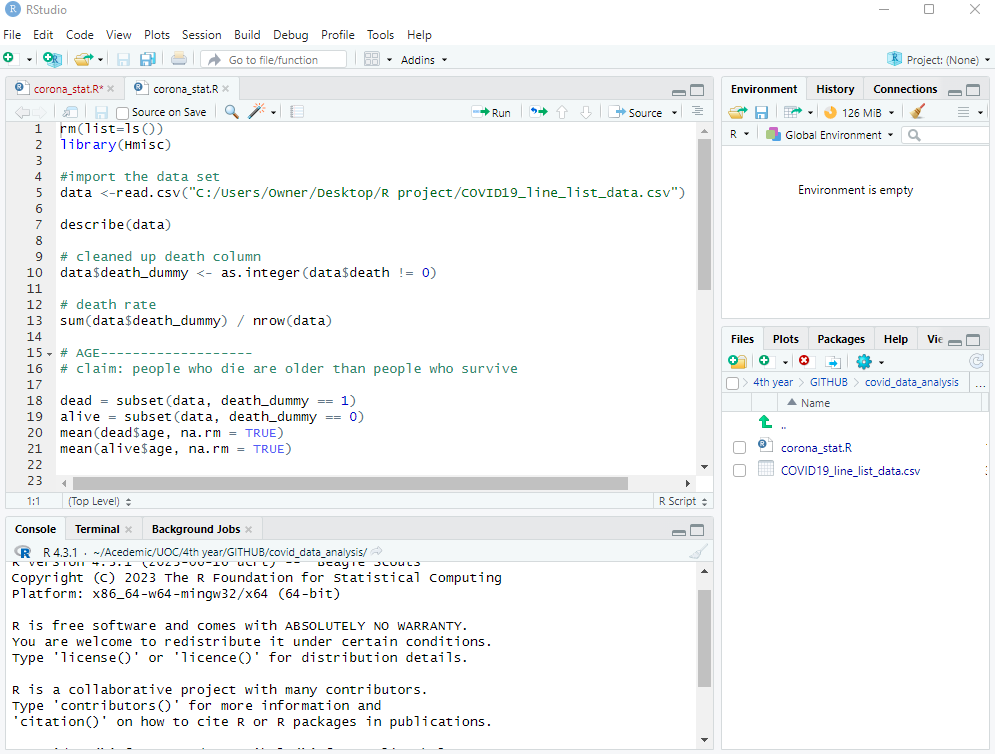 RStudio
File Edit Code View Plots Session Build Debug Profile Tools Help
Go to file/function Addins Project: (None)
corona_stat.R* corona_stat.R
Source on Save Run Source
1 rm(list=ls())
2 library(Hmisc)
3
4 #import the data set
5 data <-read.csv("C:/Users/Owner/Desktop/R project/COVID19_line_list_data.csv")
6
7 describe(data)
8
9 # cleaned up death column
10 data$death_dummy <- as.integer(data$death != 0)
11
12 # death rate
13 sum(data$death_dummy) / nrow(data)
14
15 # AGE-------------------
16 # claim: people who die are older than people who survive
17
18 dead = subset(data, death_dummy == 1)
19 alive = subset(data, death_dummy == 0)
20 mean(dead$age, na.rm = TRUE)
21 mean(alive$age, na.rm = TRUE)
22
23
1:1 (Top Level) R Script
Console Terminal Background Jobs
R 4.3.1 · ~/Acedemic/UOC/4th year/GITHUB/covid_data_analysis/
R version 4.3.1 (2023-06-16 ucrt) -- "Beagle Scouts"
Copyright (C) 2023 The R Foundation for Statistical Computing
Platform: x86_64-w64-mingw32/x64 (64-bit)
R is free software and comes with ABSOLUTELY NO WARRANTY.
You are welcome to redistribute it under certain conditions.
Type 'license()' or 'licence()' for distribution details.
R is a collaborative project with many contributors.
Type 'contributors()' for more information and
'citation()' on how to cite R or R packages in publications.
Environment History Connections
126 MiB
R Global Environment
Environment is empty
Files Plots Packages Help Vie
4th year GITHUB covid_data_analysis ...
Name
..
corona_stat.R
COVID19_line_list_data.csv